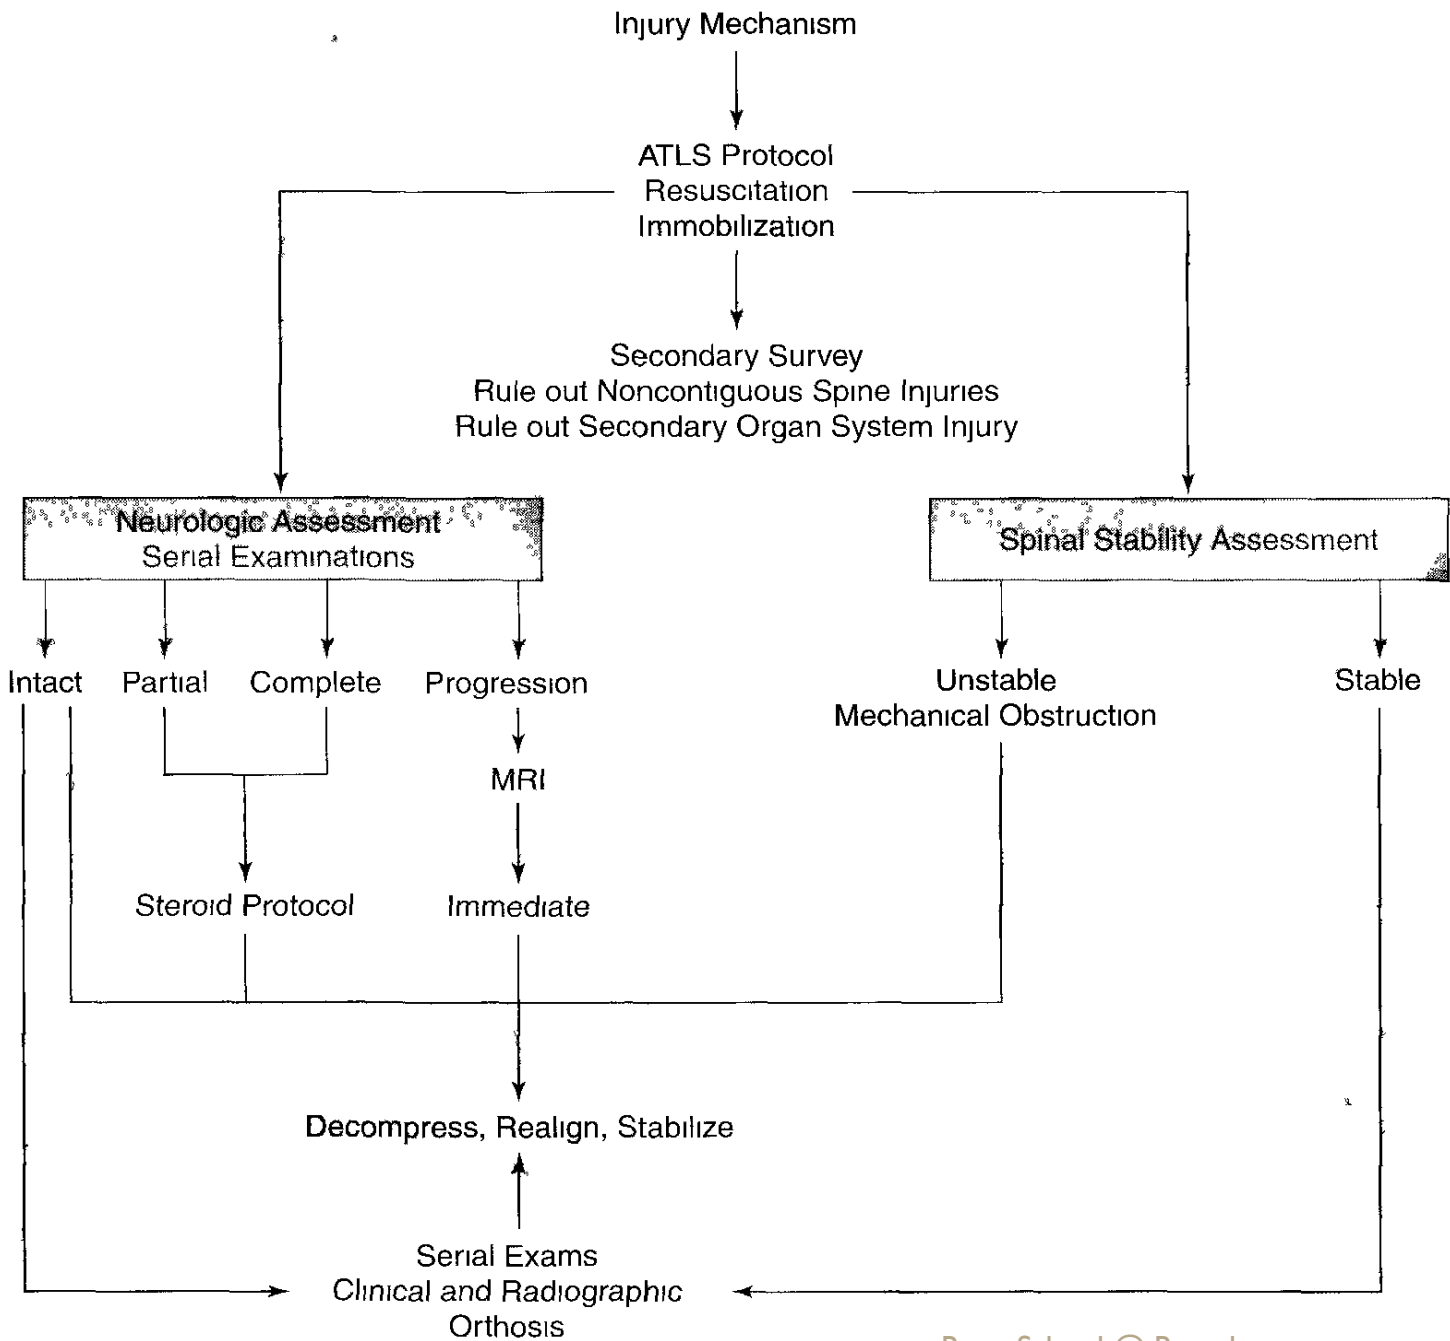 Injury Mechanism
ATLS Protocol
Resuscitation
Immobilization
Secondary Survey
Rule out Noncontiguous Spine Injuries
Rule out Secondary Organ System Injury
Neurologic Assessment
Serial Examinations
Spinal Stability Assessment
Intact
Partial
Complete
Progression
Unstable
Mechanical Obstruction
Stable
MRI
Steroid Protocol
Immediate
Decompress, Realign, Stabilize
Serial Exams
Clinical and Radiographic
Orthosis